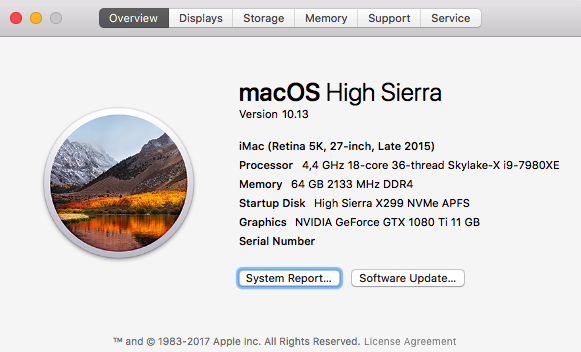 Overview Displays Storage Memory Support Service
macOS High Sierra
Version 10.13
iMac (Retina 5K, 27-inch, Late 2015)
Processor 4,4 GHz 18-core 36-thread Skylake-X i9-7980XE
Memory 64 GB 2133 MHz DDR4
Startup Disk High Sierra X299 NVMe APFS
Graphics NVIDIA GeForce GTX 1080 Ti 11 GB
Serial Number
System Report... Software Update...
™ and © 1983-2017 Apple Inc. All Rights Reserved. License Agreement